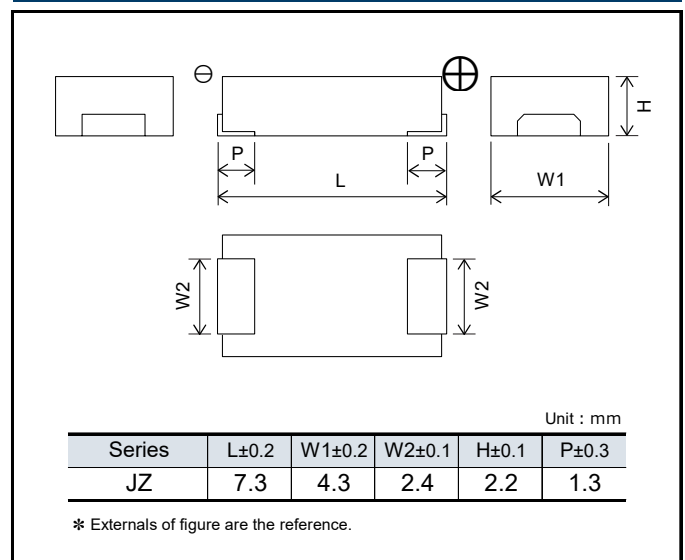 ⊖ ⊕
H
P P
L W1
W2 W2
Unit : mm
Series L±0.2 W1±0.2 W2±0.1 H±0.1 P±0.3
JZ 7.3 4.3 2.4 2.2 1.3
✻ Externals of figure are the reference.